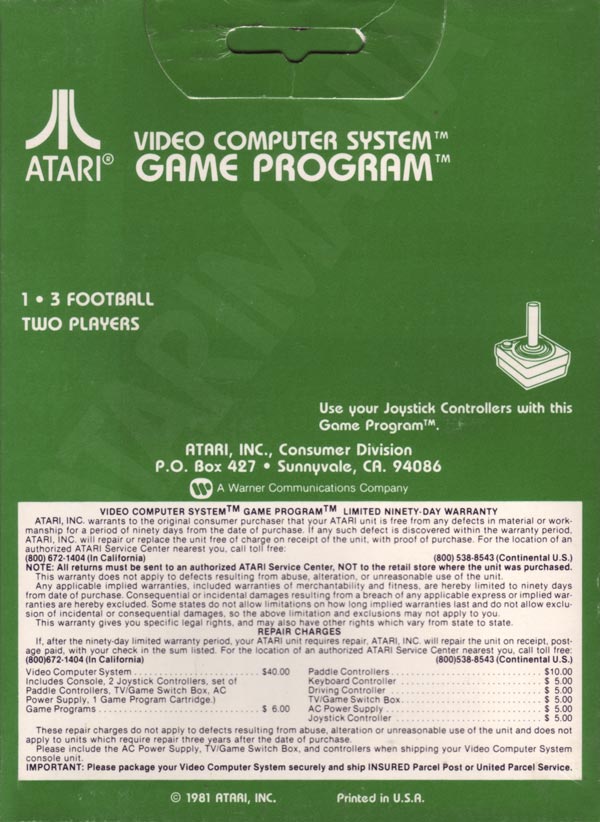 VIDEO COMPUTER SYSTEM™
ATARI® GAME PROGRAM™
1 • 3 FOOTBALL
TWO PLAYERS
Use your Joystick Controllers with this
Game Program™.
ATARI, INC., Consumer Division
P.O. Box 427 • Sunnyvale, CA. 94086
A Warner Communications Company
VIDEO COMPUTER SYSTEM™ GAME PROGRAM™ LIMITED NINETY-DAY WARRANTY
ATARI, INC. warrants to the original consumer purchaser that your ATARI unit is free from any defects in material or work-
manship for a period of ninety days from the date of purchase. If any such defect is discovered within the warranty period,
ATARI, INC. will repair or replace the unit free of charge on receipt of the unit, with proof of purchase. For the location of an
authorized ATARI Service Center nearest you, call toll free:
(800) 672-1404 (In California) (800) 538-8543 (Continental U.S.)
NOTE: All returns must be sent to an authorized ATARI Service Center, NOT to the retail store where the unit was purchased.
This warranty does not apply to defects resulting from abuse, alteration, or unreasonable use of the unit.
Any applicable implied warranties, included warranties of merchantability and fitness, are hereby limited to ninety days
from date of purchase. Consequential or incidental damages resulting from a breach of any applicable express or implied war-
ranties are hereby excluded. Some states do not allow limitations on how long implied warranties last and do not allow exclu-
sion of incidental or consequential damages, so the above limitation and exclusions may not apply to you.
This warranty gives you specific legal rights, and may also have other rights which vary from state to state.
REPAIR CHARGES
If, after the ninety-day limited warranty period, your ATARI unit requires repair, ATARI, INC. will repair the unit on receipt, post-
age paid, with your check in the sum listed. For the location of an authorized ATARI Service Center nearest you, call toll free:
(800)672-1404 (In California) (800)538-8543 (Continental U.S.)
Video Computer System . . . . . . . . . . . . . . . . . . . . $40.00
Includes Console, 2 Joystick Controllers, set of
Paddle Controllers, TV/Game Switch Box, AC
Power Supply, 1 Game Program Cartridge.)
Game Programs . . . . . . . . . . . . . . . . . . . . . . . . . . $ 6.00
Paddle Controllers . . . . . . . . . . . . . . . . . . . . . . . . $10.00
Keyboard Controller . . . . . . . . . . . . . . . . . . . . . . . $ 5.00
Driving Controller . . . . . . . . . . . . . . . . . . . . . . . . . $ 5.00
TV/Game Switch Box . . . . . . . . . . . . . . . . . . . . . . $ 5.00
AC Power Supply . . . . . . . . . . . . . . . . . . . . . . . . . $ 5.00
Joystick Controller . . . . . . . . . . . . . . . . . . . . . . . . $ 5.00
These repair charges do not apply to defects resulting from abuse, alteration or unreasonable use of the unit and does not
apply to units which require repair three years after the date of purchase.
Please include the AC Power Supply, TV/Game Switch Box, and controllers when shipping your Video Computer System
console unit.
IMPORTANT: Please package your Video Computer System securely and ship INSURED Parcel Post or United Parcel Service.
© 1981 ATARI, INC. Printed in U.S.A.
ATARIMANIA